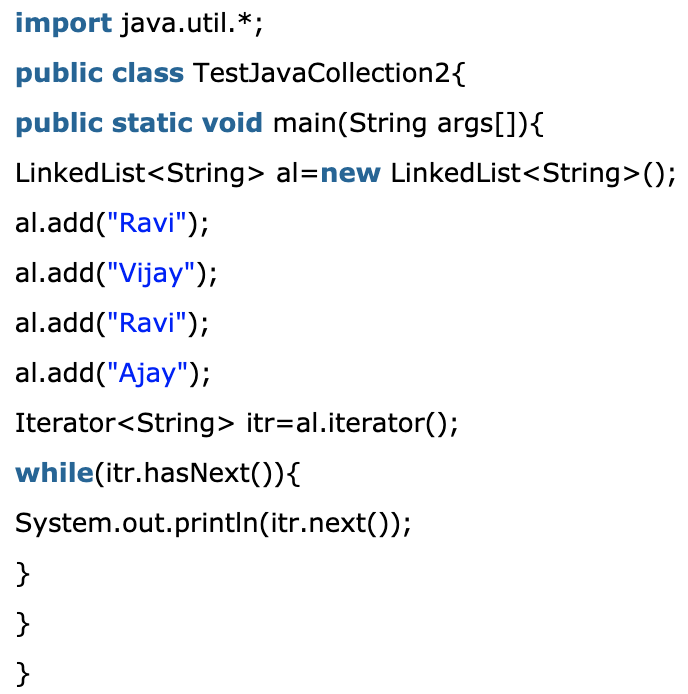 import java.util.*;
public class TestJavaCollection2{
public static void main(String args[]){
LinkedList<String> al=new LinkedList<String>();
al.add("Ravi");
al.add("Vijay");
al.add("Ravi");
al.add("Ajay");
Iterator<String> itr=al.iterator();
while(itr.hasNext()){
System.out.println(itr.next());
}
}
}